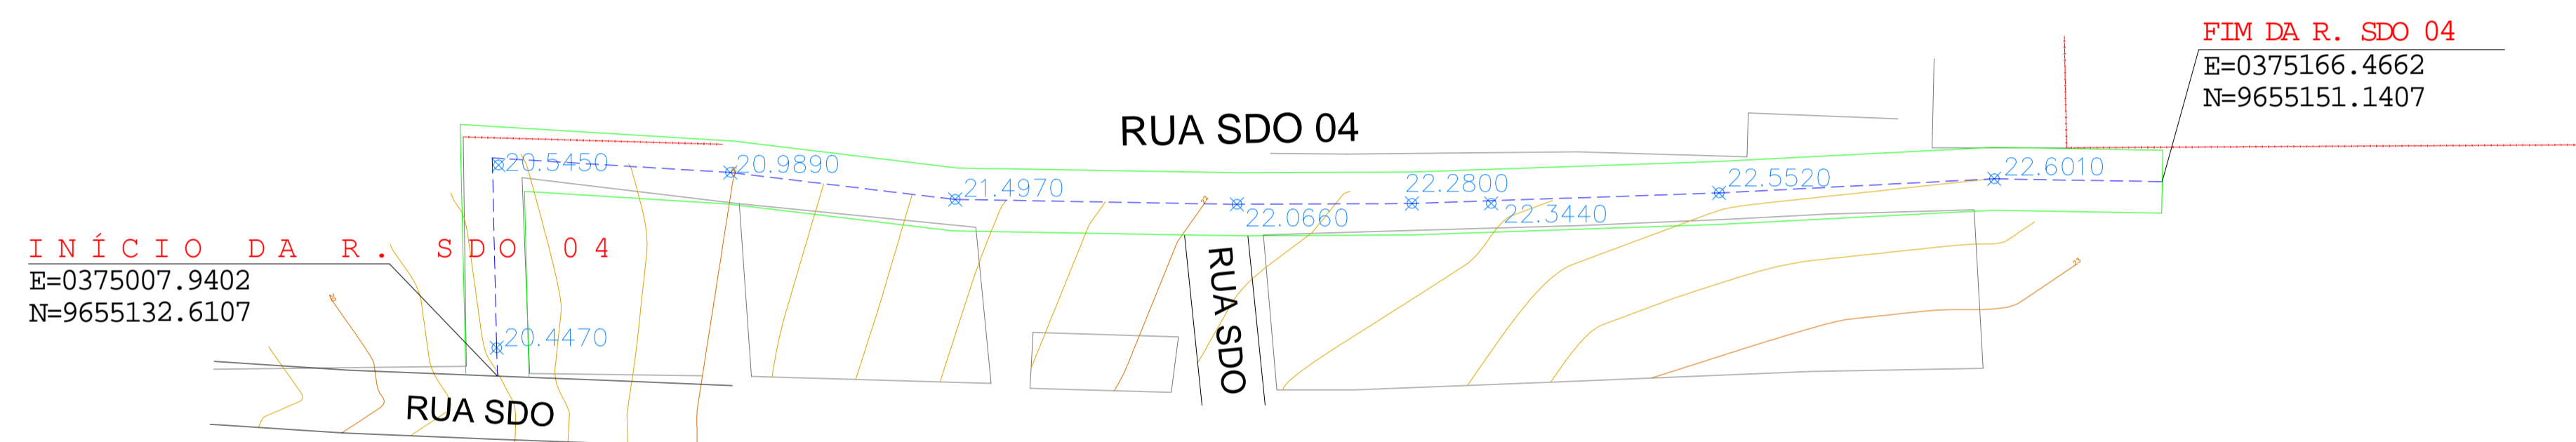 FIM DA R. SDO 04
E=0375166.4662
N=9655151.1407
RUA SDO 04
20.5450
20.9890
21.4970
22.0660
22.2800
22.3440
22.5520
22.6010
22
23
INÍCIO DA R. SDO 04
E=0375007.9402
N=9655132.6107
20.4470
RUA SDO
RUA SDO